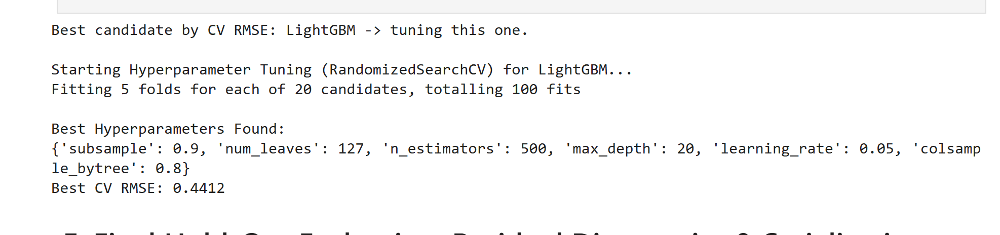 Best candidate by CV RMSE: LightGBM -> tuning this one.
Starting Hyperparameter Tuning (RandomizedSearchCV) for LightGBM...
Fitting 5 folds for each of 20 candidates, totalling 100 fits
Best Hyperparameters Found:
{'subsample': 0.9, 'num_leaves': 127, 'n_estimators': 500, 'max_depth': 20, 'learning_rate': 0.05, 'colsamp
le_bytree': 0.8}
Best CV RMSE: 0.4412